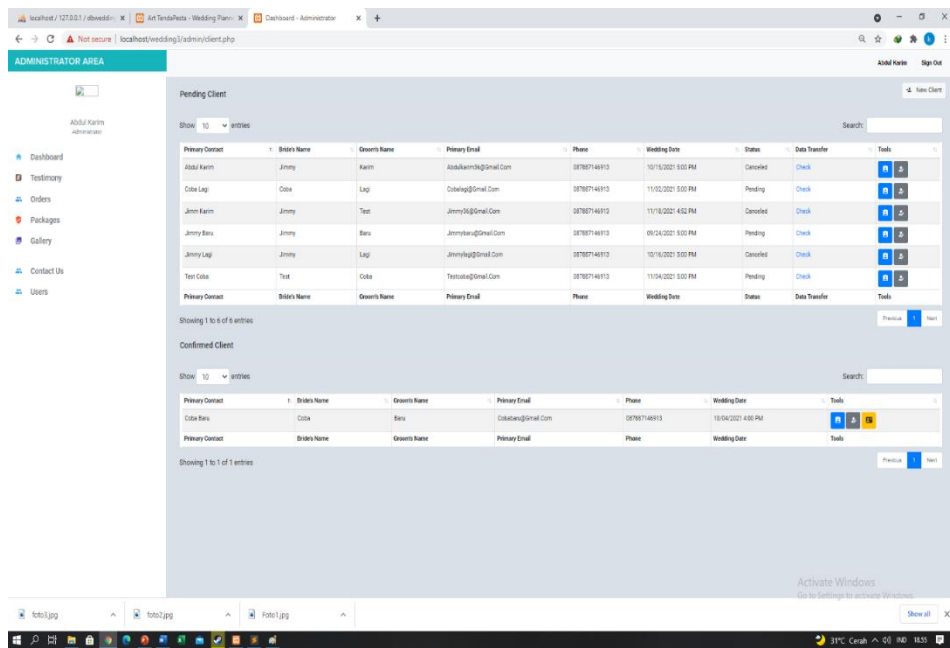 localhost / 127.0.0.1 / dbweddin
Art TendaPesta - Wedding Plann
Dashboard - Administrator
Not secure | localhost/wedding3/admin/client.php
ADMINISTRATOR AREA
Abdul Karim Sign Out
Abdul Karim
Administrator
Dashboard
Testimony
Orders
Packages
Gallery
Contact Us
Users
Pending Client
New Client
Show 10 entries Search:
Primary Contact Bride's Name Groom's Name Primary Email Phone Wedding Date Status Data Transfer Tools
Abdul Karim Jimmy Karim Abdulkarim36@Gmail.Com 087887146913 10/15/2021 5:00 PM Canceled Check
Coba Lagi Coba Lagi Cobalagi@Gmail.Com 087887146913 11/02/2021 5:00 PM Pending Check
Jimm Karim Jimmy Test Jimmy36@Gmail.Com 087887146913 11/18/2021 4:52 PM Canceled Check
Jimmy Baru Jimmy Baru Jimmybaru@Gmail.Com 087887146913 09/24/2021 5:00 PM Pending Check
Jimmy Lagi Jimmy Lagi Jimmylagi@Gmail.Com 087887146913 10/16/2021 5:00 PM Canceled Check
Test Coba Test Coba Testcoba@Gmail.Com 087887146913 11/04/2021 5:00 PM Pending Check
Primary Contact Bride's Name Groom's Name Primary Email Phone Wedding Date Status Data Transfer Tools
Showing 1 to 6 of 6 entries
Previous 1 Next
Confirmed Client
Show 10 entries Search:
Primary Contact Bride's Name Groom's Name Primary Email Phone Wedding Date Tools
Coba Baru Coba Baru Cobabaru@Gmail.Com 087887146913 10/04/2021 4:00 PM
Primary Contact Bride's Name Groom's Name Primary Email Phone Wedding Date Tools
Showing 1 to 1 of 1 entries
Previous 1 Next
Activate Windows
Go to Settings to activate Windows.
foto3.jpg foto2.jpg Foto1.jpg Show all
31°C Cerah IND 18.55